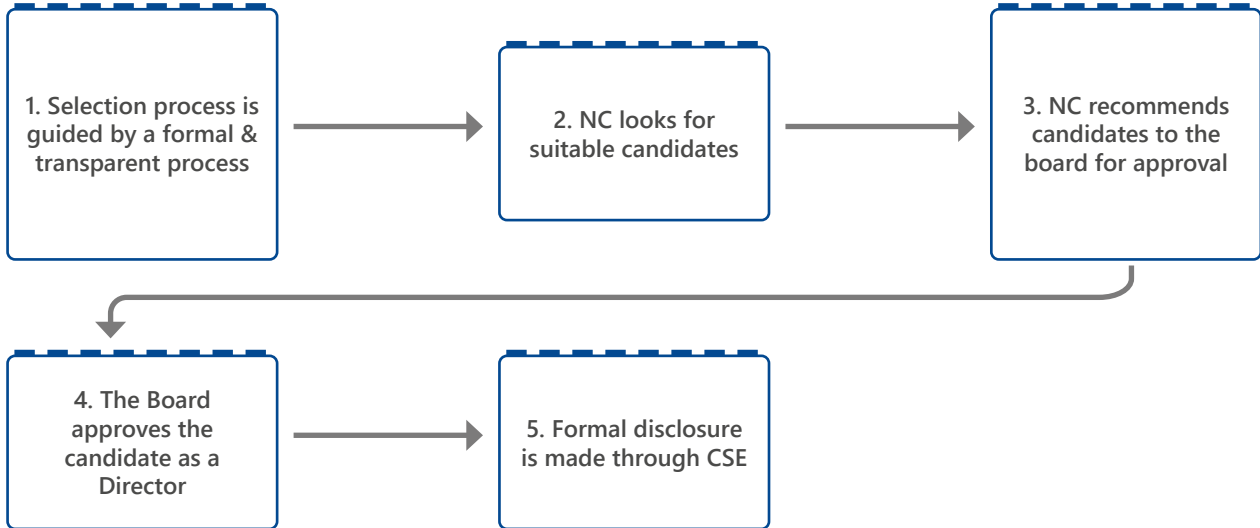 1. Selection process is
guided by a formal &
transparent process
2. NC looks for
suitable candidates
3. NC recommends
candidates to the
board for approval
4. The Board
approves the
candidate as a
Director
5. Formal disclosure
is made through CSE